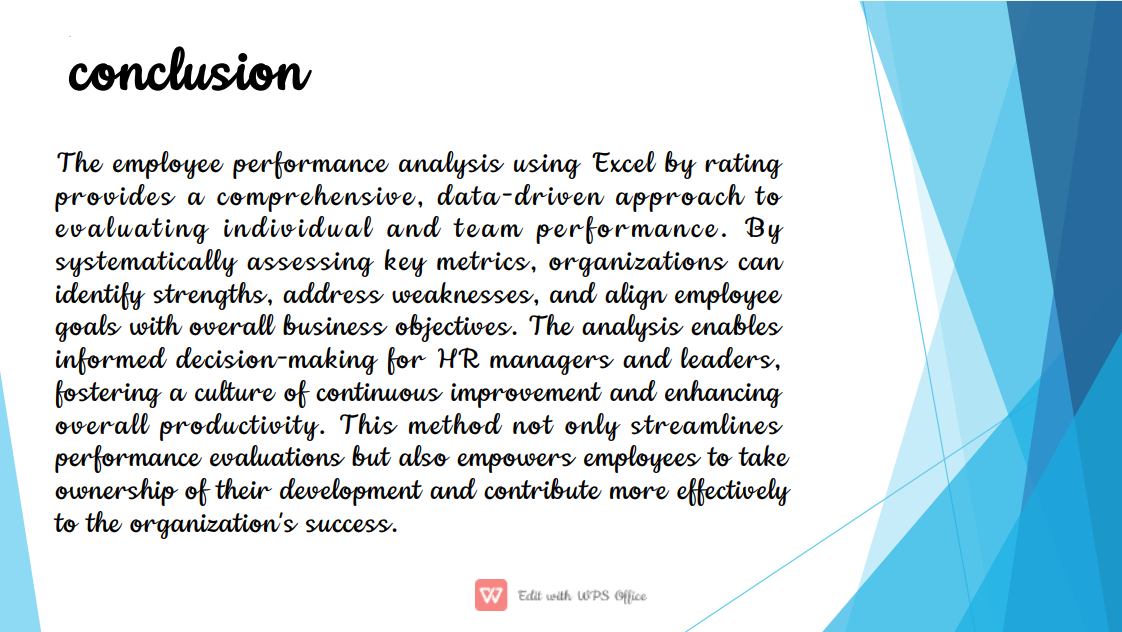 conclusion
The employee performance analysis using Excel by rating
provides a comprehensive, data-driven approach to
evaluating individual and team performance. By
systematically assessing key metrics, organizations can
identify strengths, address weaknesses, and align employee
goals with overall business objectives. The analysis enables
informed decision-making for HR managers and leaders,
fostering a culture of continuous improvement and enhancing
overall productivity. This method not only streamlines
performance evaluations but also empowers employees to take
ownership of their development and contribute more effectively
to the organization's success.
Edit with WPS Office